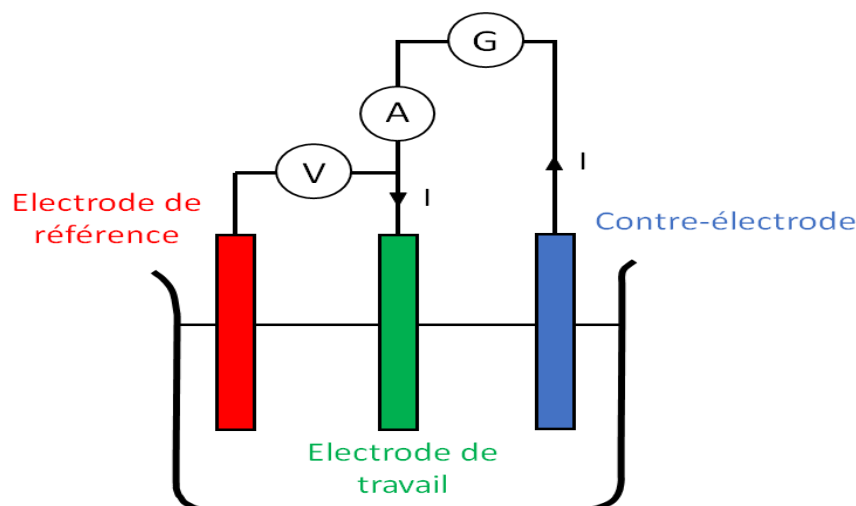 G
A
V
I
I
Electrode de
référence
Contre-électrode
Electrode de
travail